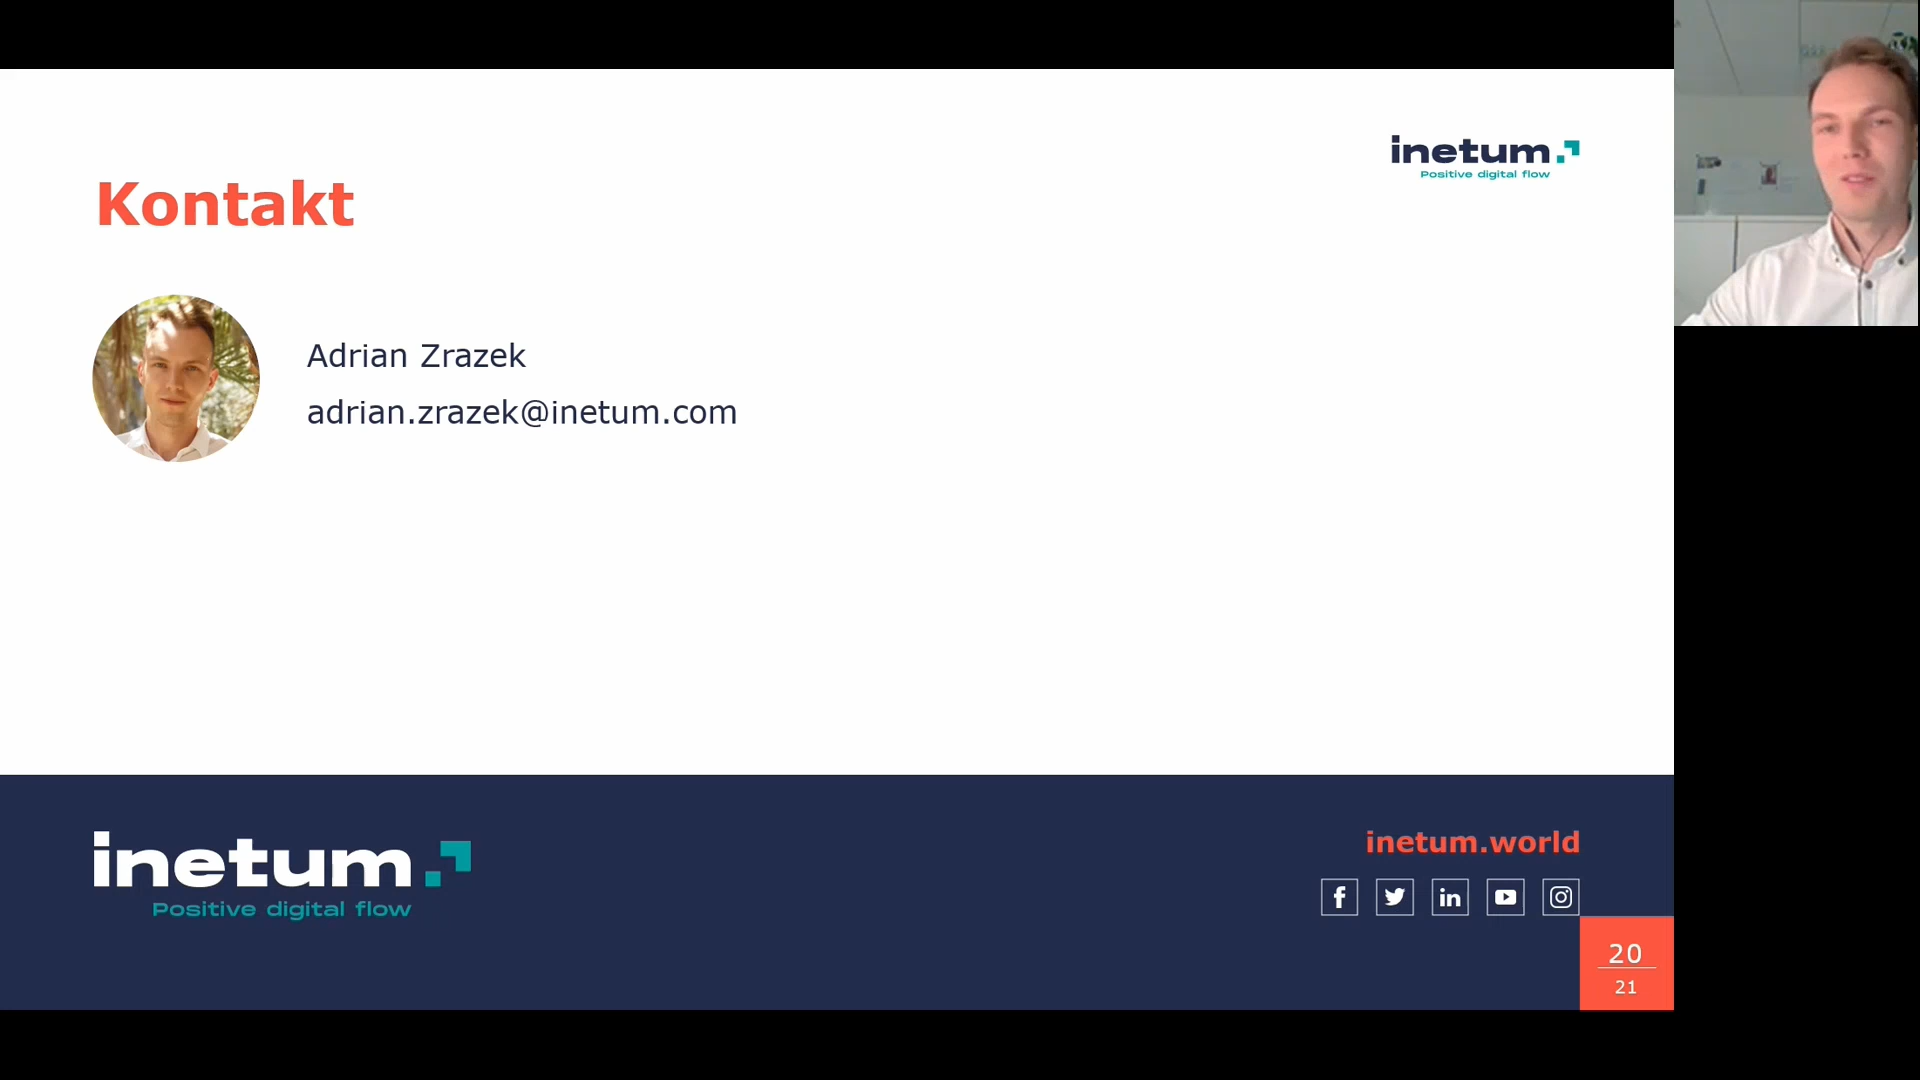 inetum
Positive digital flow
Kontakt
Adrian Zrazek
adrian.zrazek@inetum.com
inetum
Positive digital flow
inetum.world
20
21